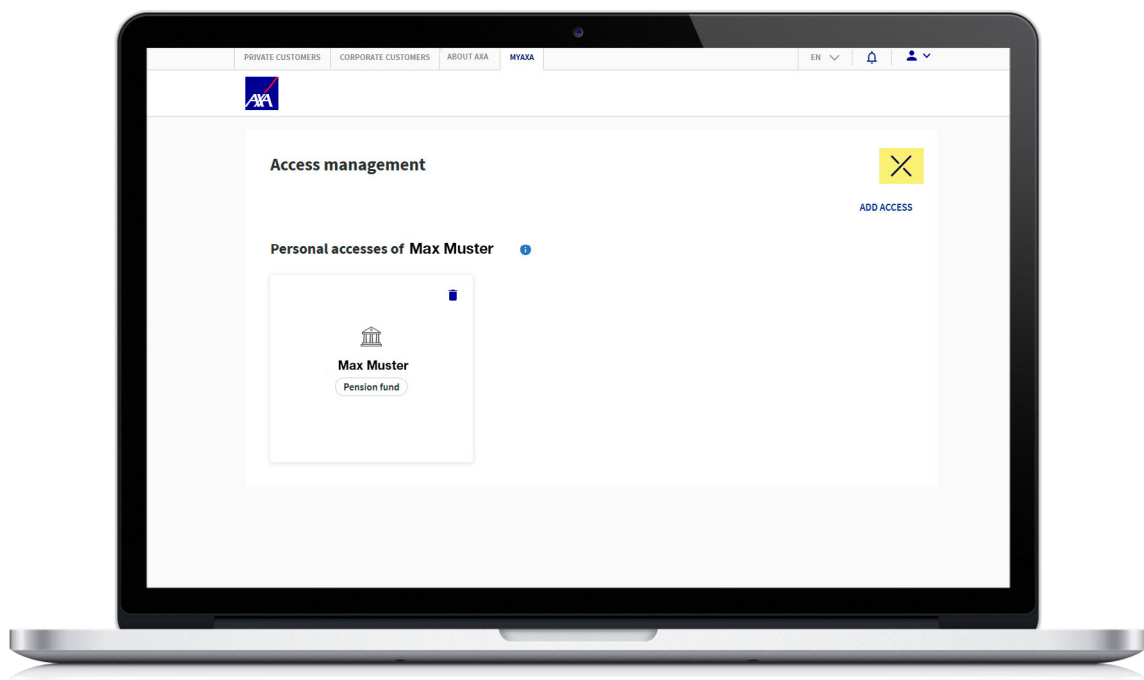 PRIVATE CUSTOMERS CORPORATE CUSTOMERS ABOUT AXA MYAXA EN
AXA
Access management
ADD ACCESS
Personal accesses of Max Muster
Max Muster
Pension fund